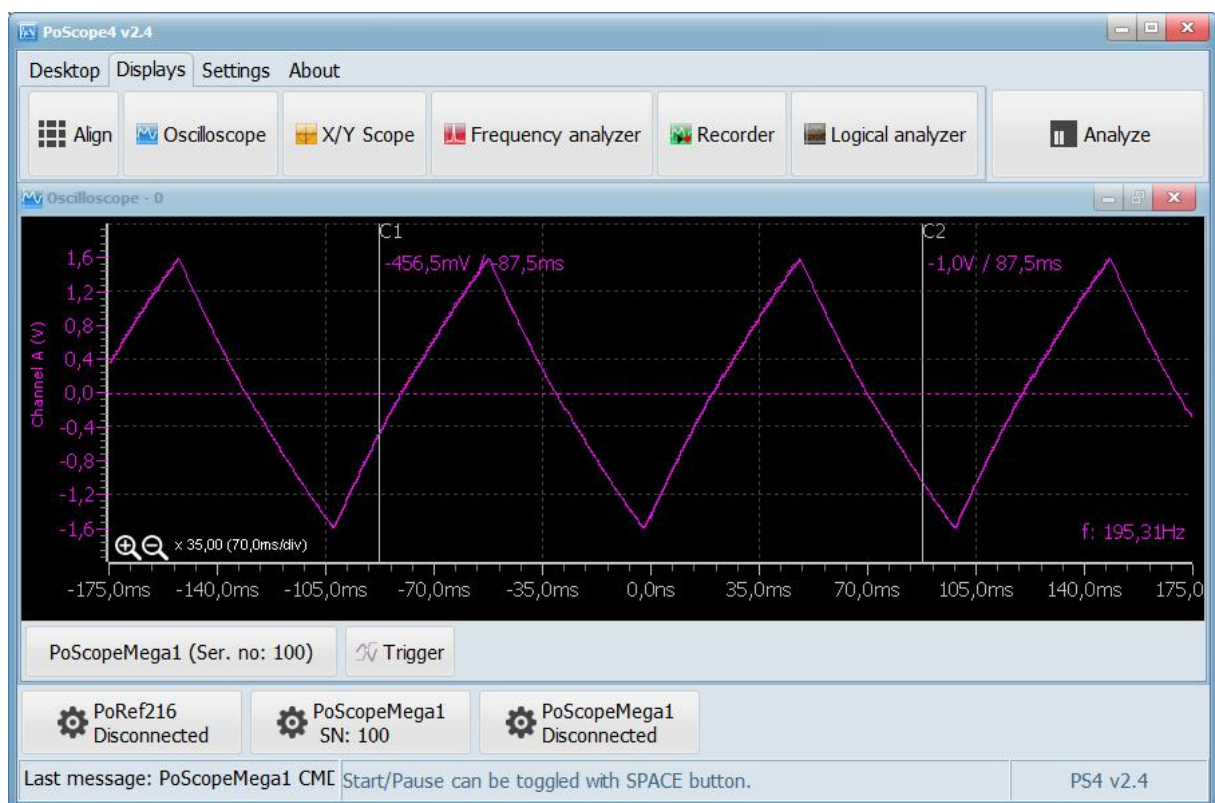 PoScope4 v2.4
Desktop Displays Settings About
Align Oscilloscope X/Y Scope Frequency analyzer Recorder Logical analyzer Analyze
Oscilloscope - 0
C1 C2
-456,5mV / -87,5ms -1,0V / 87,5ms
Channel A (V)
1,6
1,2
0,8
0,4
0,0
-0,4
-0,8
-1,2
-1,6
f: 195,31Hz
x 35,00 (70,0ms/div)
-175,0ms -140,0ms -105,0ms -70,0ms -35,0ms 0,0ns 35,0ms 70,0ms 105,0ms 140,0ms 175,0
PoScopeMega1 (Ser. no: 100) Trigger
PoRef216 PoScopeMega1 PoScopeMega1
Disconnected SN: 100 Disconnected
Last message: PoScopeMega1 CME Start/Pause can be toggled with SPACE button. PS4 v2.4